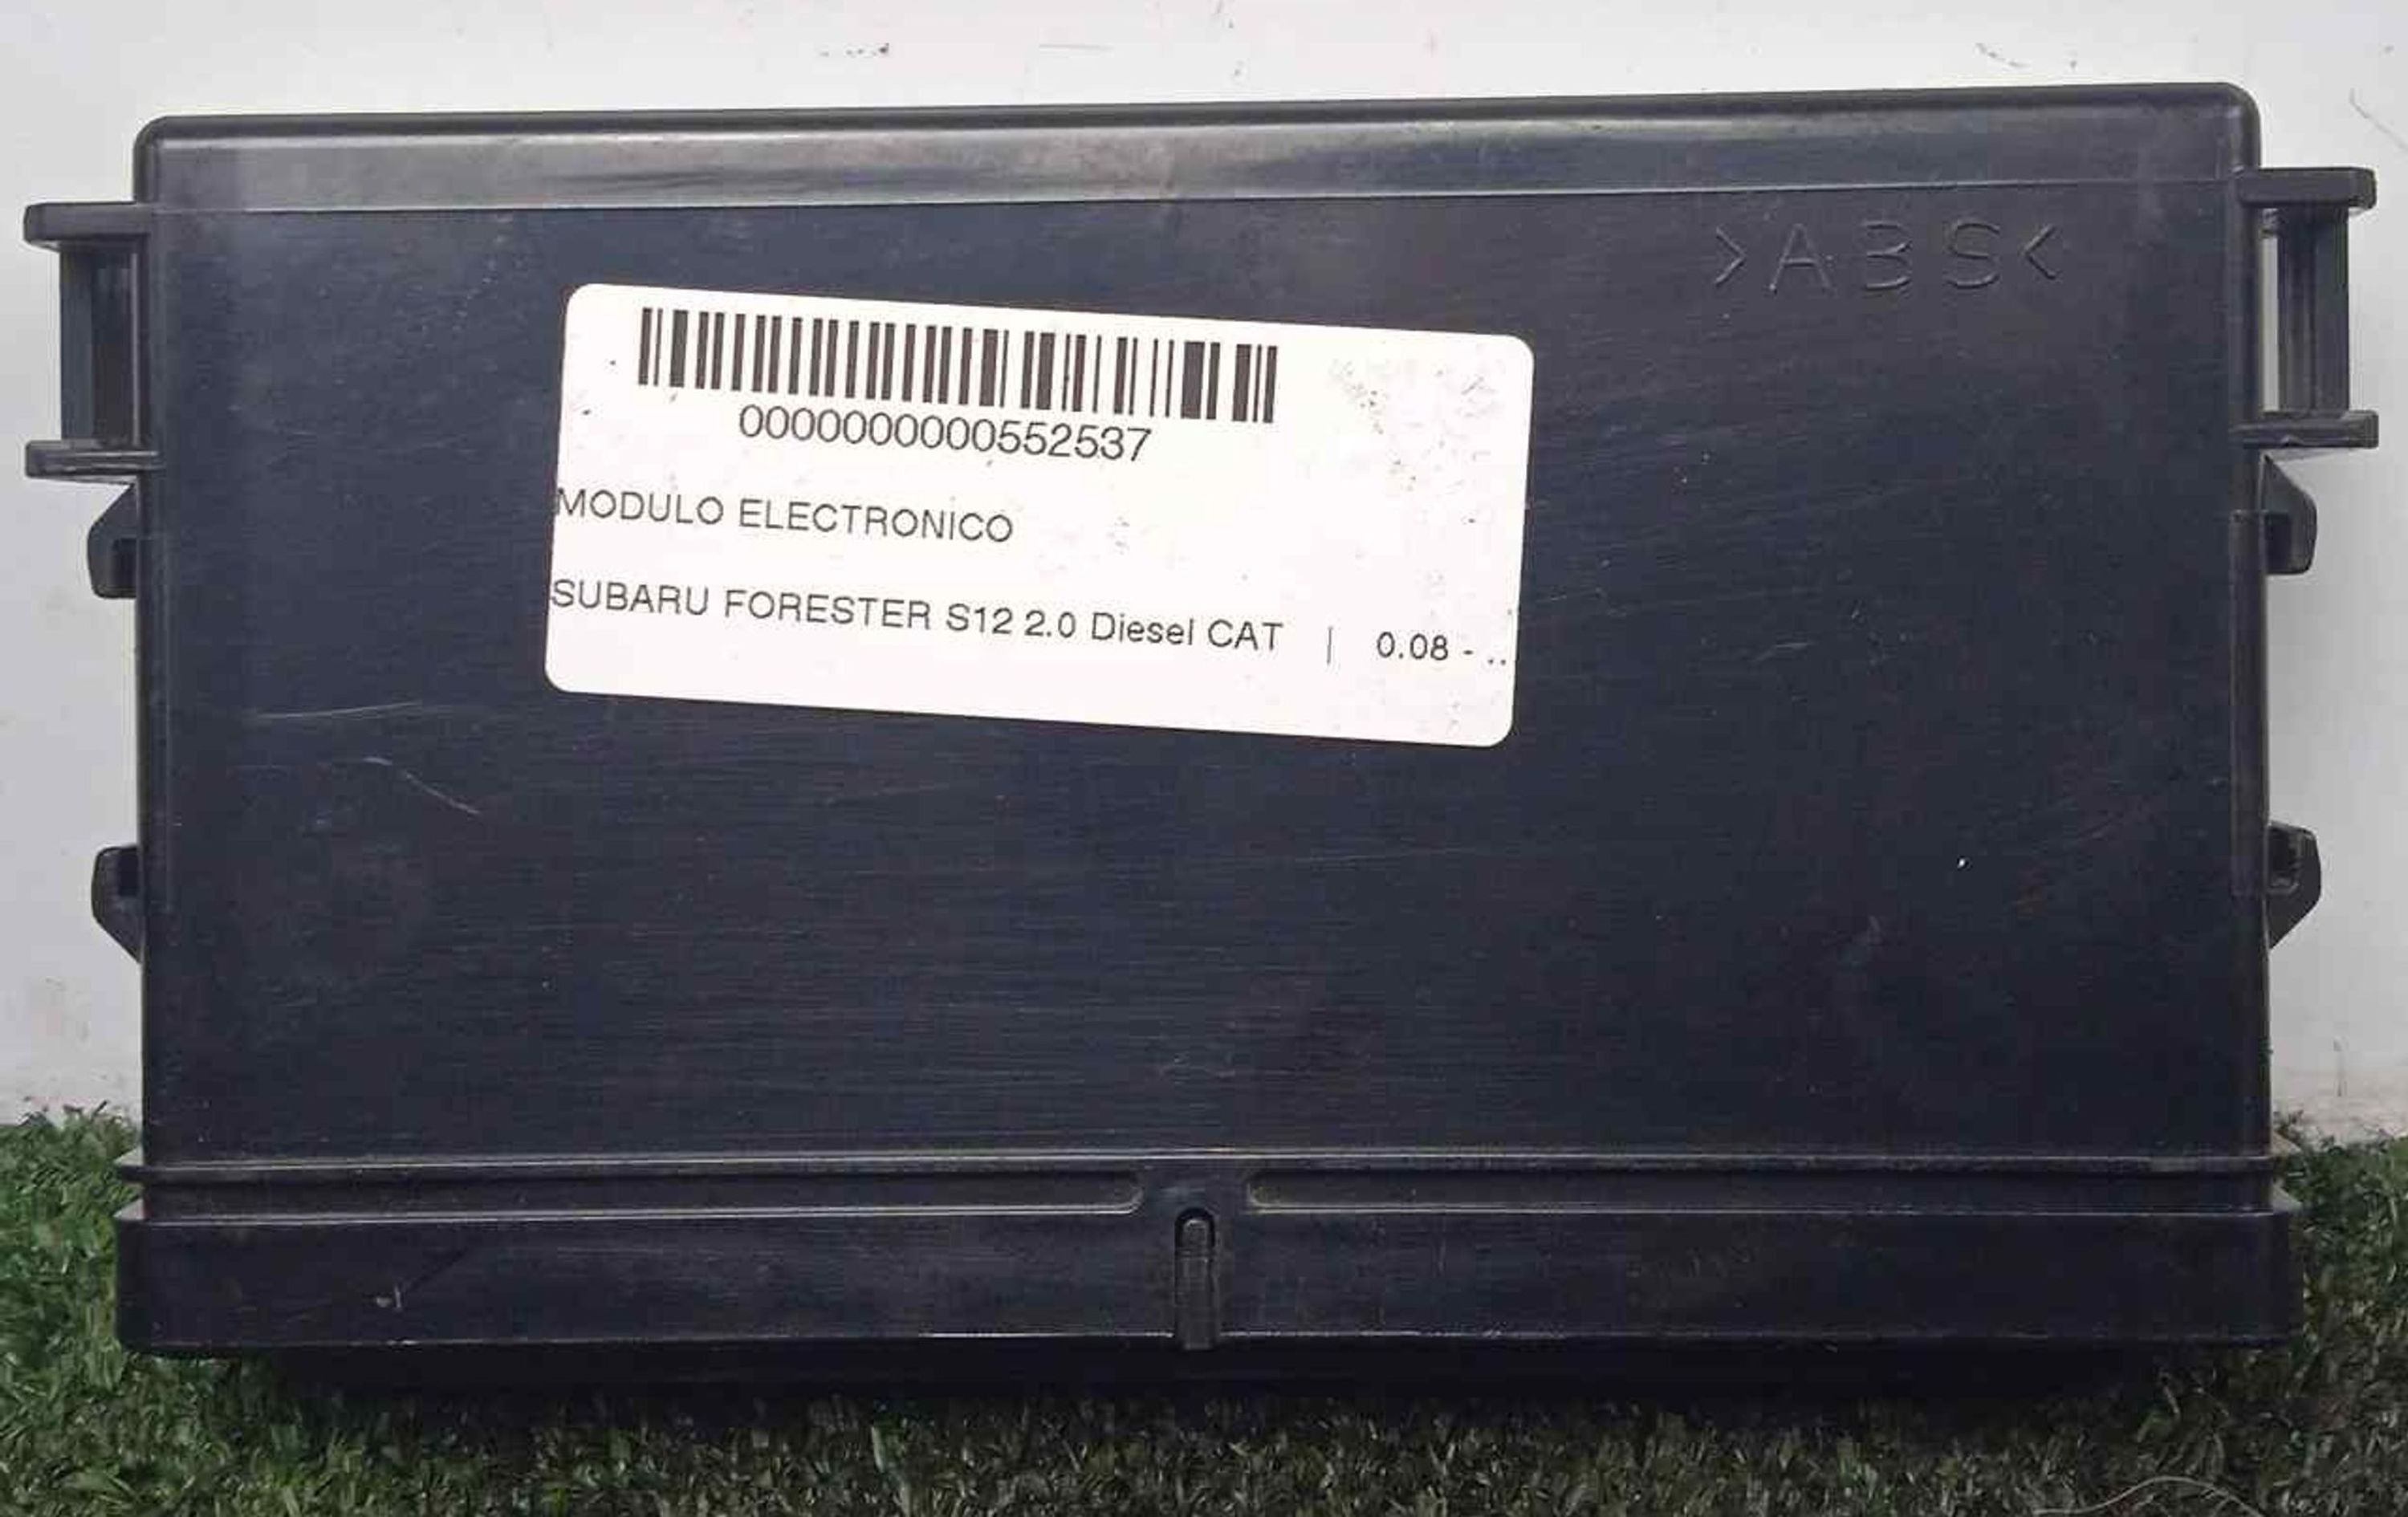 >ABS<
0000000000552537
MODULO ELECTRONICO
SUBARU FORESTER S12 2.0 Diesel CAT | 0.08 - ..